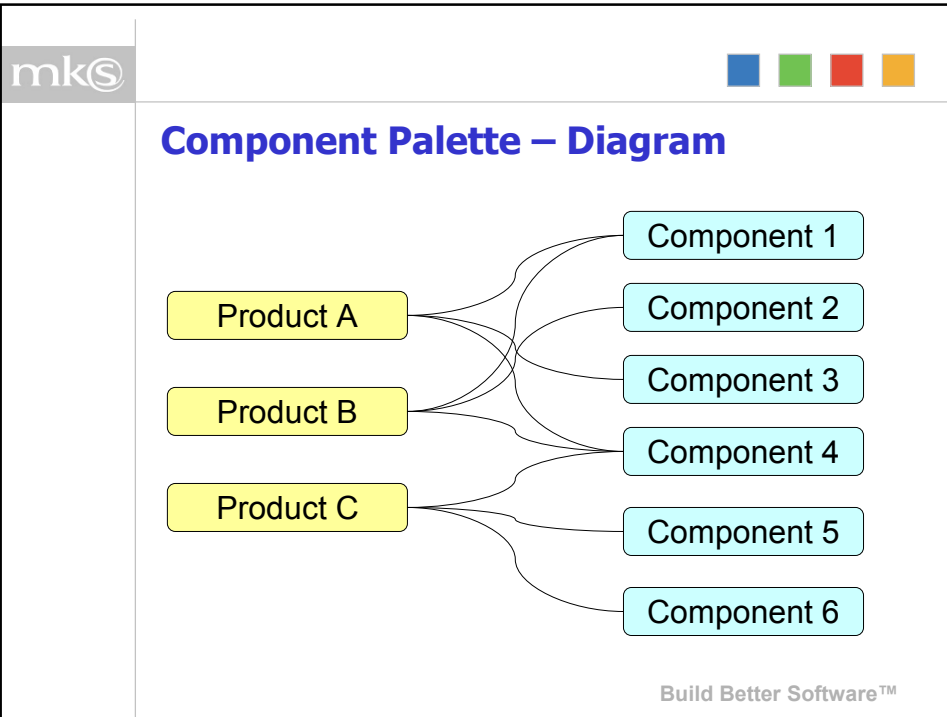 mks
Component Palette – Diagram
Component 1
Product A
Component 2
Component 3
Product B
Component 4
Product C
Component 5
Component 6
Build Better Software™